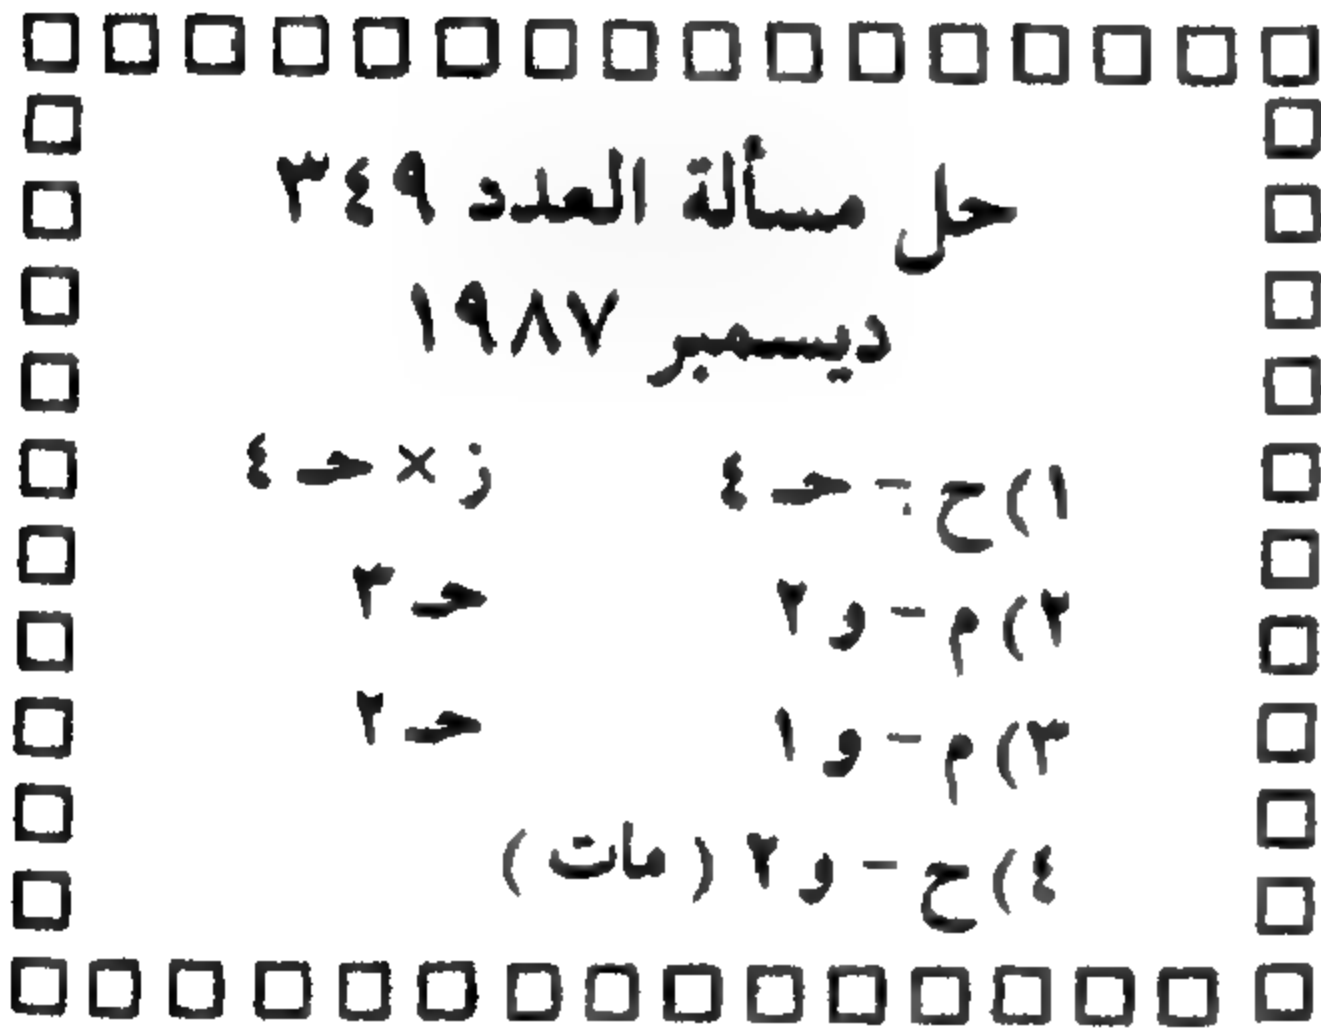 حل مسألة العدد ٣٤٩
ديسمبر ١٩٨٧
١) ح - حـ ٤ ز × حـ ٤
٢) م - و ٢ حـ ٣
٣) م - و ١ حـ ٢
٤) ح - و ٢ ( مات )